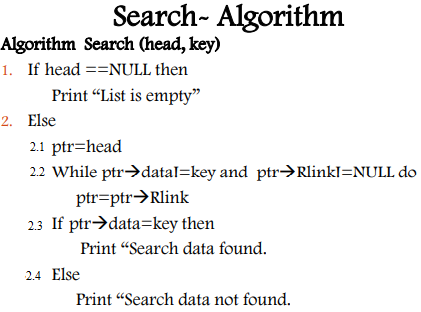 Search- Algorithm
Algorithm Search (head, key)
1. If head ==NULL then
Print “List is empty”
2. Else
2.1 ptr=head
2.2 While ptr→data!=key and ptr→Rlink!=NULL do
ptr=ptr→Rlink
2.3 If ptr→data=key then
Print “Search data found.
2.4 Else
Print “Search data not found.